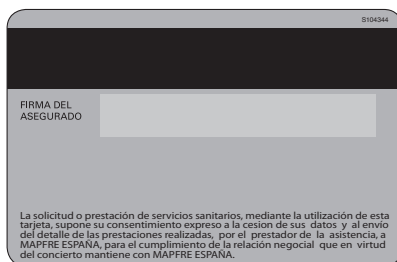 S104344
FIRMA DEL
ASEGURADO
La solicitud o prestación de servicios sanitarios, mediante la utilización de esta
tarjeta, supone su consentimiento expreso a la cesion de sus datos y al envío
del detalle de las prestaciones realizadas, por el prestador de la asistencia, a
MAPFRE ESPAÑA, para el cumplimiento de la relación negocial que en virtud
del concierto mantiene con MAPFRE ESPAÑA.